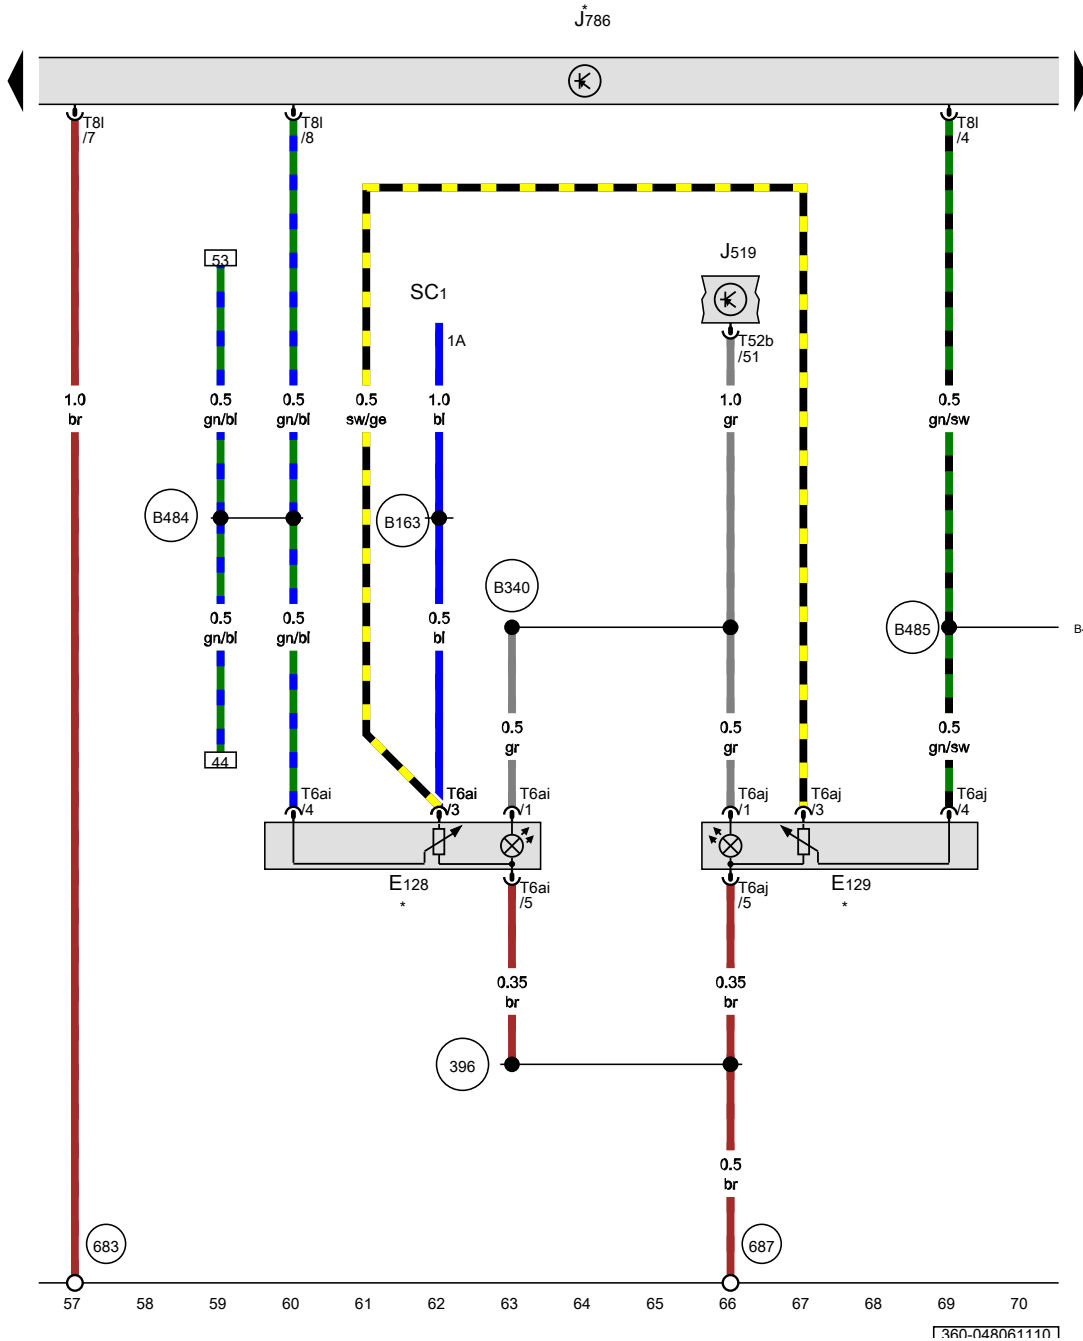 J786
*
T8l
/7
T8l
/8
T8l
/4
53
J519
SC1
1A
T52b
/51
1.0
br
0.5
gn/bl
0.5
gn/bl
0.5
sw/ge
1.0
bl
1.0
gr
0.5
gn/sw
B484
B163
B340
B485
B
0.5
gn/bl
0.5
gn/bl
0.5
bl
0.5
gr
0.5
gr
0.5
gn/sw
44
T6ai
/4
T6ai
/3
T6ai
/1
T6aj
/1
T6aj
/3
T6aj
/4
E128
*
T6ai
/5
T6aj
/5
E129
*
0.35
br
0.35
br
396
0.5
br
683
687
57 58 59 60 61 62 63 64 65 66 67 68 69 70
360-048061110